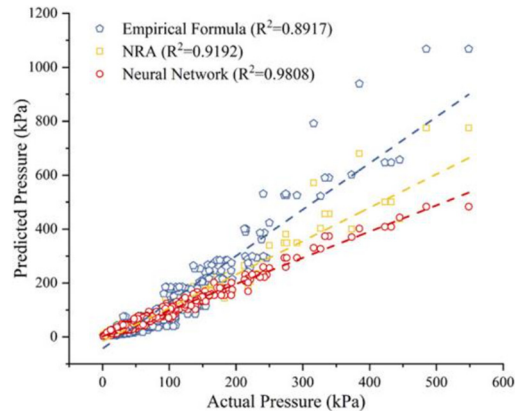 1200
1000
800
600
400
200
0
Predicted Pressure (kPa)
Empirical Formula (R²=0.8917)
NRA (R²=0.9192)
Neural Network (R²=0.9808)
0 100 200 300 400 500 600
Actual Pressure (kPa)